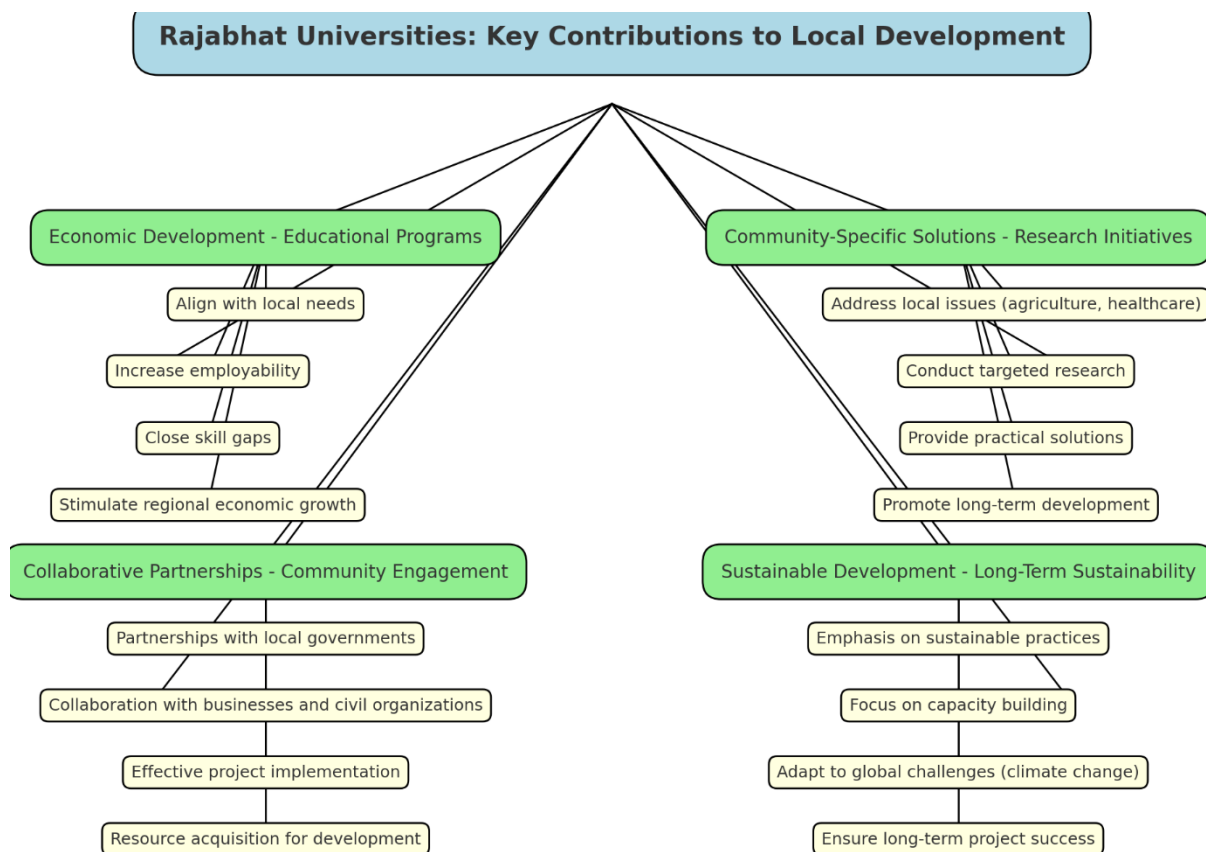 Rajabhat Universities: Key Contributions to Local Development
Economic Development - Educational Programs
Align with local needs
Increase employability
Close skill gaps
Stimulate regional economic growth
Community-Specific Solutions - Research Initiatives
Address local issues (agriculture, healthcare)
Conduct targeted research
Provide practical solutions
Promote long-term development
Collaborative Partnerships - Community Engagement
Partnerships with local governments
Collaboration with businesses and civil organizations
Effective project implementation
Resource acquisition for development
Sustainable Development - Long-Term Sustainability
Emphasis on sustainable practices
Focus on capacity building
Adapt to global challenges (climate change)
Ensure long-term project success